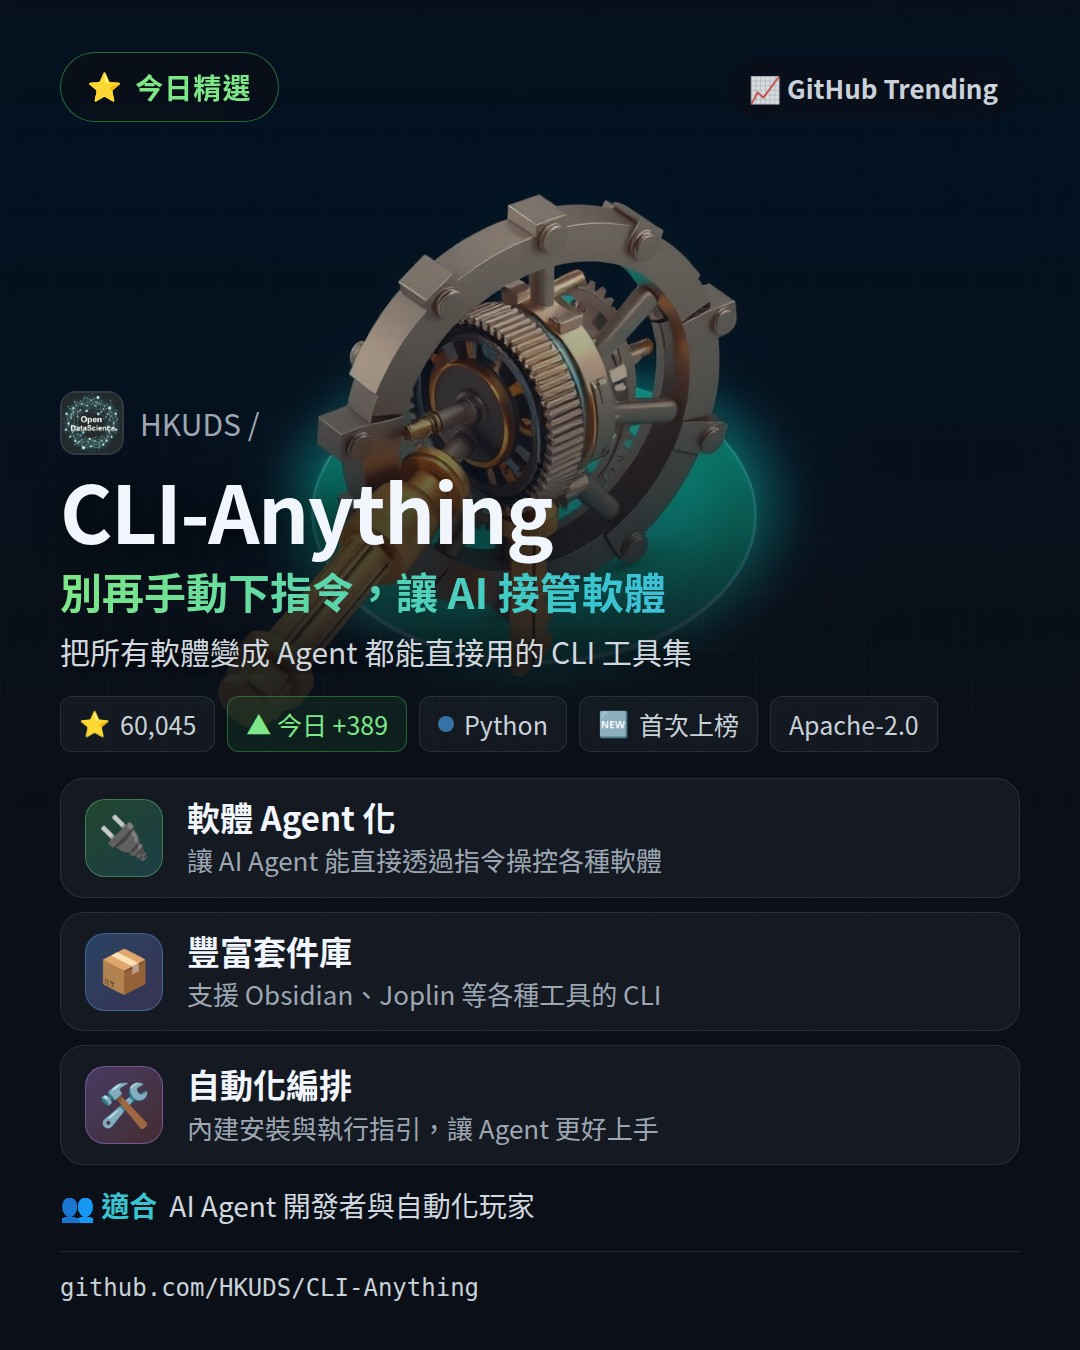 今日精選
GitHub Trending
Open
DataScience
HKUDS /
CLI-Anything
別再手動下指令，讓 AI 接管軟體
把所有軟體變成 Agent 都能直接用的 CLI 工具集
60,045
▲今日 +389
Python
NEW 首次上榜
Apache-2.0
軟體 Agent 化
讓 AI Agent 能直接透過指令操控各種軟體
豐富套件庫
支援 Obsidian、Joplin 等各種工具的 CLI
自動化編排
內建安裝與執行指引，讓 Agent 更好上手
適合 AI Agent 開發者與自動化玩家
github.com/HKUDS/CLI-Anything